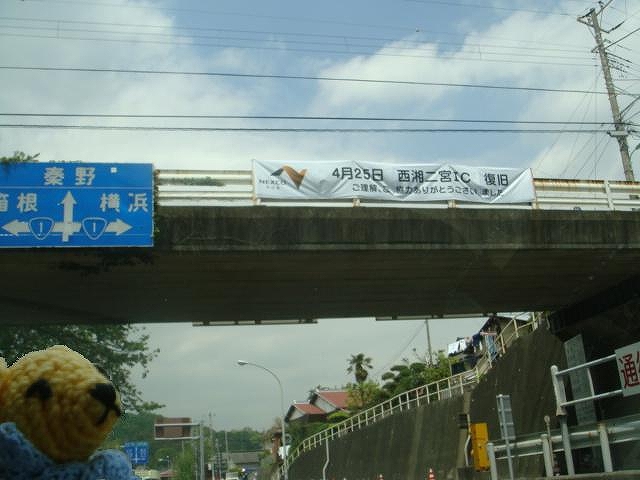 秦野
箱根 横浜
1 1
NEXCO
4月25日 西湘二宮IC 復旧
ご理解、ご協力ありがとうございました
通